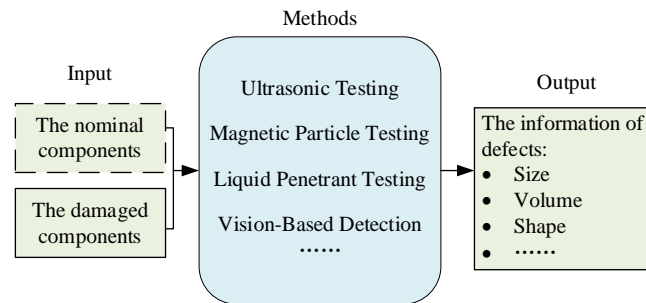 Methods
Input
The nominal
components
The damaged
components
Ultrasonic Testing
Magnetic Particle Testing
Liquid Penetrant Testing
Vision-Based Detection
……
Output
The information of
defects:
• Size
• Volume
• Shape
• ……